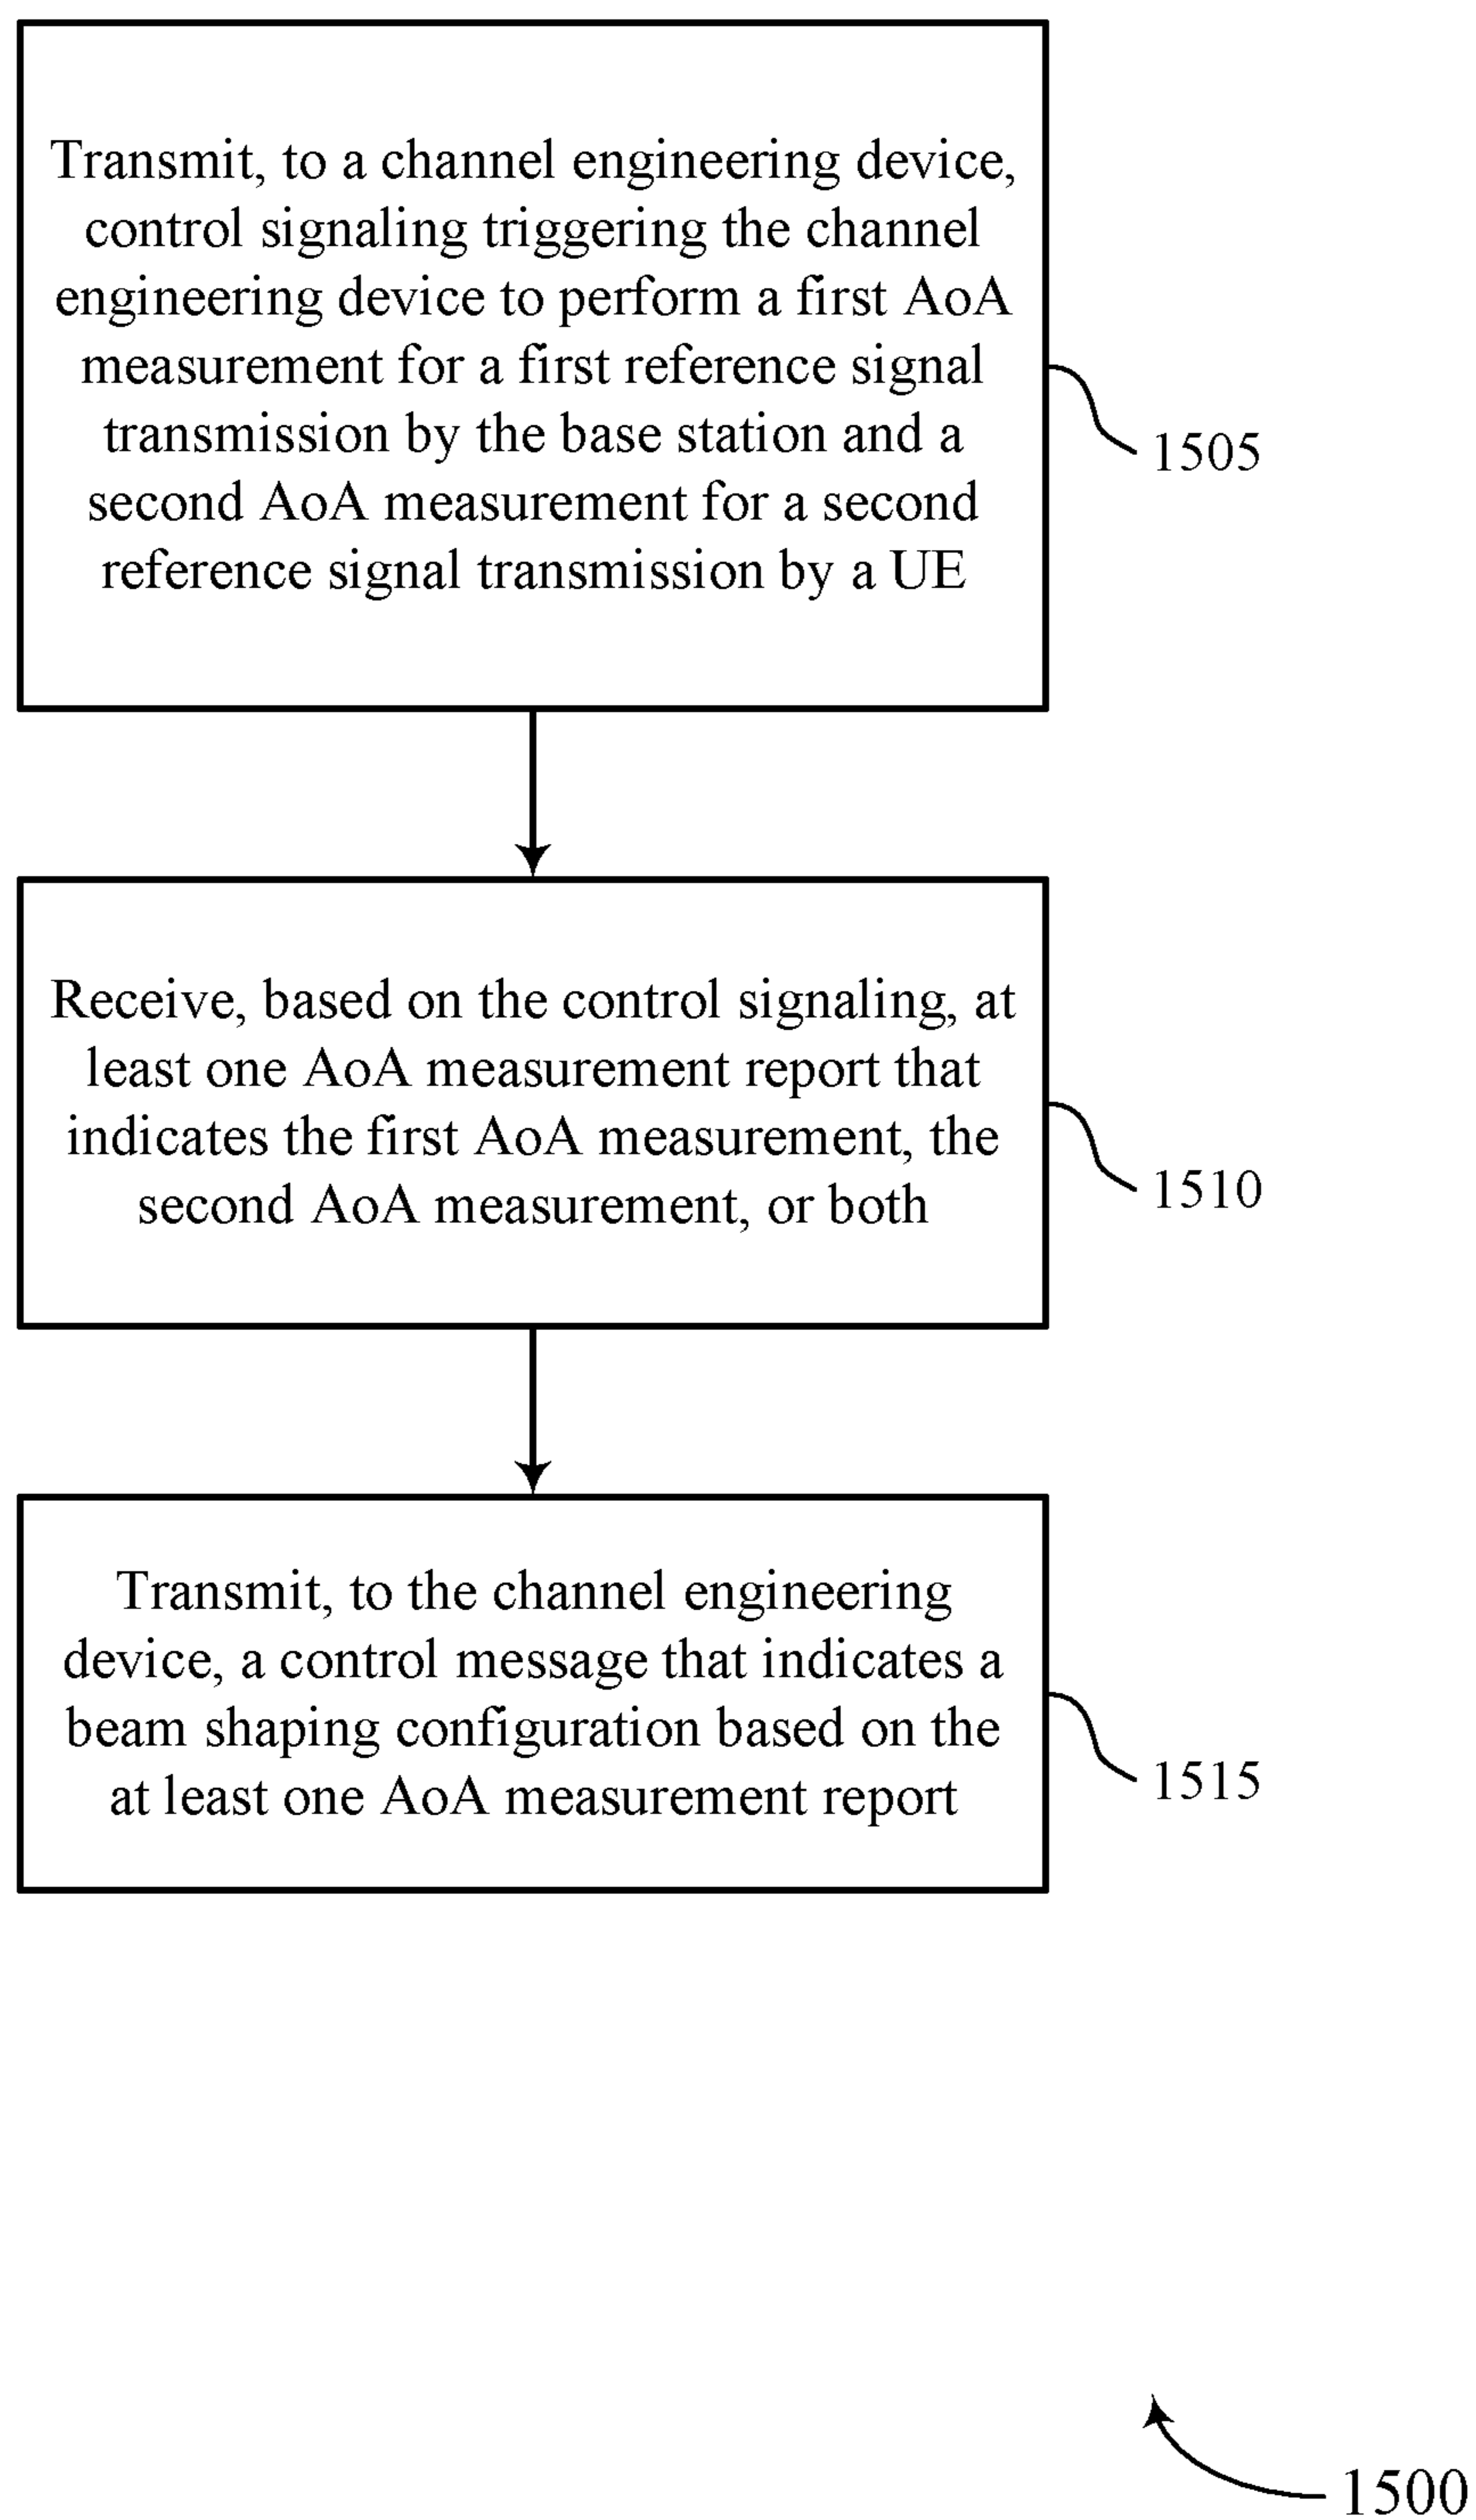 Transmit, to a channel engineering device,
control signaling triggering the channel
engineering device to perform a first AoA
measurement for a first reference signal
transmission by the base station and a
second AoA measurement for a second
reference signal transmission by a UE
1505
Receive, based on the control signaling, at
least one AoA measurement report that
indicates the first AoA measurement, the
second AoA measurement, or both
1510
Transmit, to the channel engineering
device, a control message that indicates a
beam shaping configuration based on the
at least one AoA measurement report
1515
1500